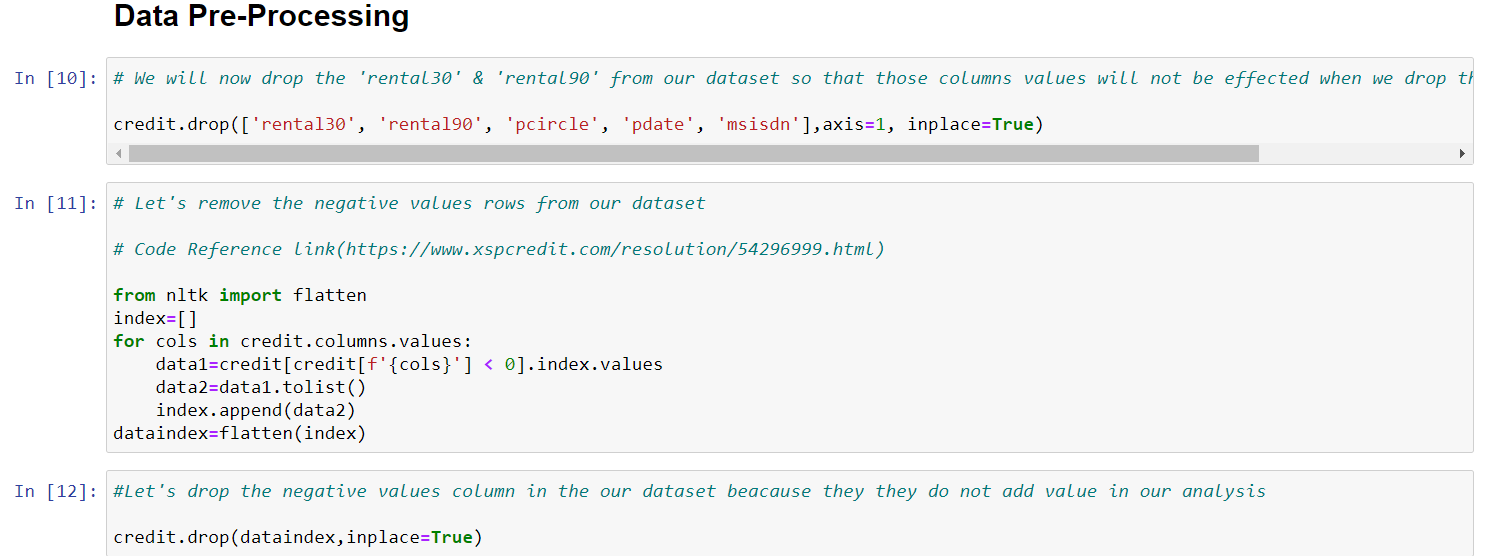 Data Pre-Processing
In [10]:
# We will now drop the 'rental30' & 'rental90' from our dataset so that those columns values will not be effected when we drop
credit.drop(['rental30', 'rental90', 'pcircle', 'pdate', 'msisdn'],axis=1, inplace=True)
In [11]:
# Let's remove the negative values rows from our dataset
# Code Reference link(https://www.xspcredit.com/resolution/54296999.html)
from nltk import flatten
index=[]
for cols in credit.columns.values:
    data1=credit[credit[f'{cols}'] < 0].index.values
    data2=data1.tolist()
    index.append(data2)
dataindex=flatten(index)
In [12]:
#Let's drop the negative values column in the our dataset beacause they they do not add value in our analysis
credit.drop(dataindex,inplace=True)